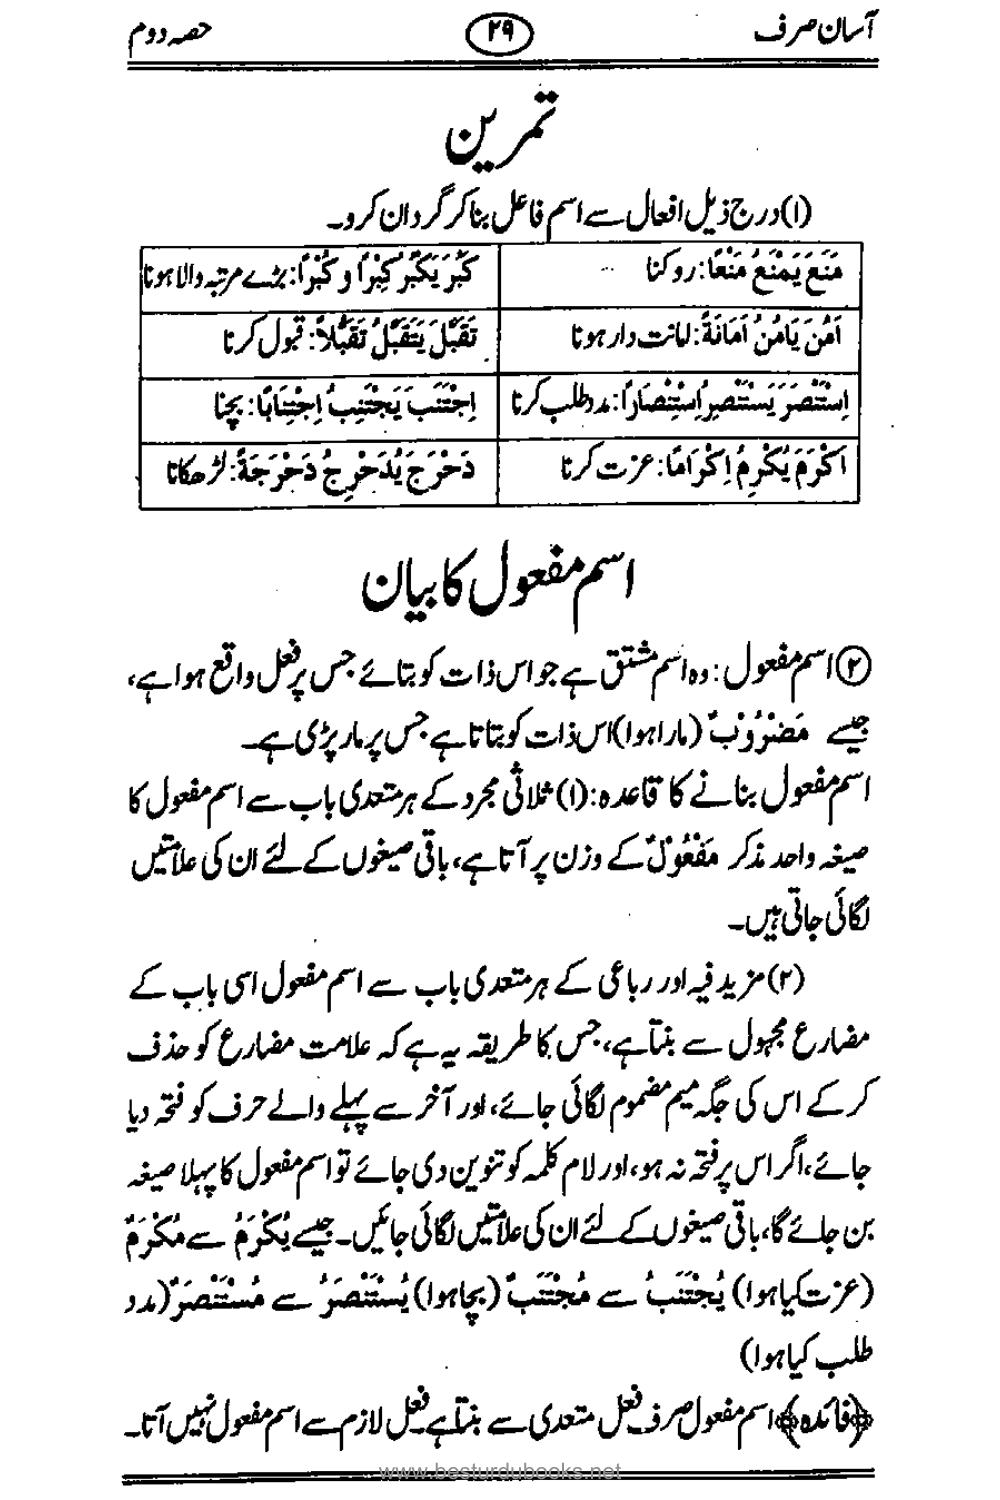 آسان صرف ۲۹ حصہ دوم
تمرین
(۱) درج ذیل افعال سے اسم فاعل بنا کر گردان کرو۔
مَنَعَ يَمْنَعُ مَنْعًا: روکنا كَبُرَ يَكْبُرُ كِبْرًا و كُبْرًا: بڑے مرتبہ والا ہونا
اَمُنَ يَامُنُ اَمَانَةً: امانت دار ہونا تَقَبَّلَ يَتَقَبَّلُ تَقَبُّلاً: قبول کرنا
اِسْتَنْصَرَ يَسْتَنْصِرُ اِسْتِنْصَارًا: مدد طلب کرنا اِجْتَنَبَ يَجْتَنِبُ اِجْتِنَابًا: بچنا
اَكْرَمَ يُكْرِمُ اِكْرَامًا: عزت کرنا دَحْرَجَ يُدَحْرِجُ دَحْرَجَةً: لڑھکانا
اسم مفعول کا بیان
۲ اسم مفعول: وہ اسم مشتق ہے جو اس ذات کو بتائے جس پر فعل واقع ہوا ہے،
جیسے مَضْرُوْبٌ (مارا ہوا) اس ذات کو بتاتا ہے جس پر مار پڑی ہے۔
اسم مفعول بنانے کا قاعدہ: (۱) ثلاثی مجرد کے ہر متعدی باب سے اسم مفعول کا
صیغہ واحد مذکر مَفْعُوْلٌ کے وزن پر آتا ہے، باقی صیغوں کے لئے ان کی علامتیں
لگائی جاتی ہیں۔
(۲) مزید فیہ اور رباعی کے ہر متعدی باب سے اسم مفعول اسی باب کے
مضارع مجہول سے بنتا ہے، جس کا طریقہ یہ ہے کہ علامت مضارع کو حذف
کر کے اس کی جگہ میم مضموم لگائی جائے، اور آخر سے پہلے والے حرف کو فتحہ دیا
جائے، اگر اس پر فتحہ نہ ہو، اور لام کلمہ کو تنوین دی جائے تو اسم مفعول کا پہلا صیغہ
بن جائے گا، باقی صیغوں کے لئے ان کی علامتیں لگائی جائیں۔ جیسے يُكْرَمُ سے مُكْرَمٌ
(عزت کیا ہوا) يُجْتَنَبُ سے مُجْتَنَبٌ (بچا ہوا) يُسْتَنْصَرُ سے مُسْتَنْصَرٌ (مدد
طلب کیا ہوا)
﴿فائدہ﴾ اسم مفعول صرف فعل متعدی سے بنتا ہے۔ فعل لازم سے اسم مفعول نہیں آتا۔
www.besturdubooks.net